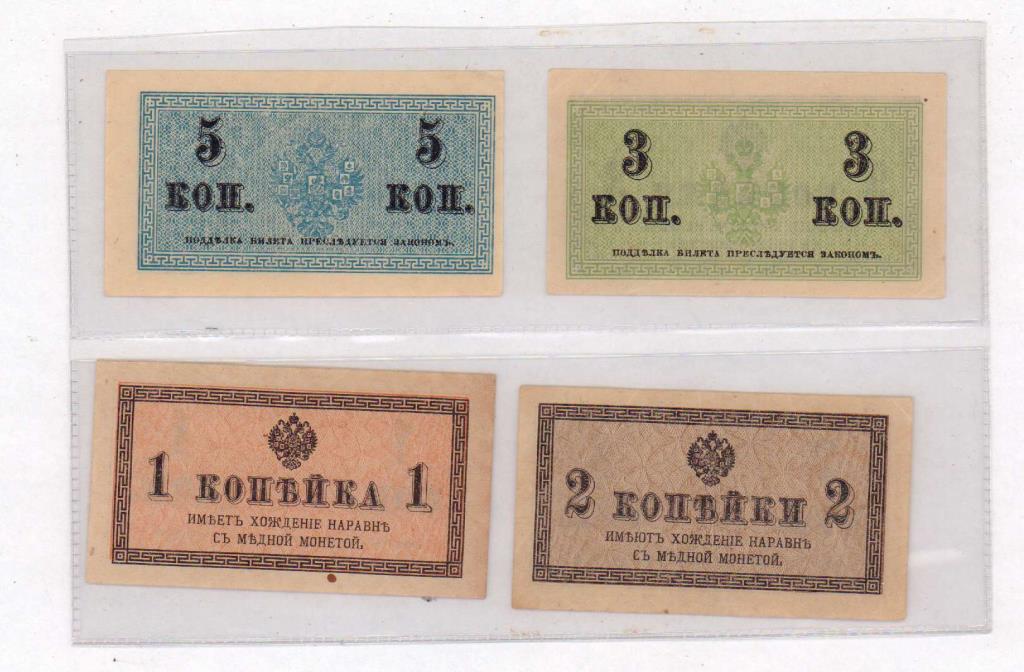 5 5
КОП. КОП.
ПОДДѢЛКА БИЛЕТА ПРЕСЛѢДУЕТСЯ ЗАКОНОМЪ.
3 3
КОП. КОП.
ПОДДѢЛКА БИЛЕТА ПРЕСЛѢДУЕТСЯ ЗАКОНОМЪ.
1 КОПѢЙКА 1
ИМѢЕТЪ ХОЖДЕНІЕ НАРАВНѢ
СЪ МѢДНОЙ МОНЕТОЙ.
2 КОПѢЙКИ 2
ИМѢЮТЪ ХОЖДЕНІЕ НАРАВНѢ
СЪ МѢДНОЙ МОНЕТОЙ.